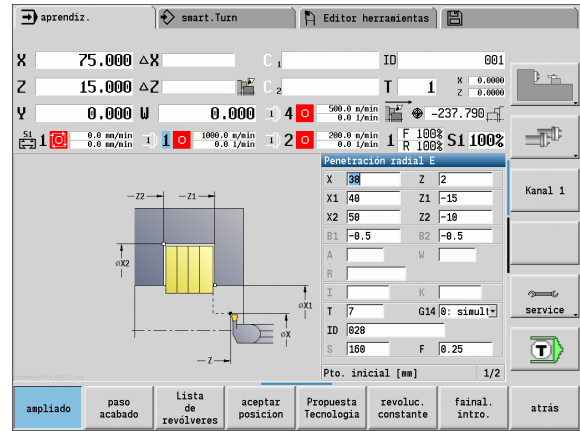 aprendiz.
smart.Turn
Editor herramientas
X 75.000 ΔX C 1 ID 001
Z 15.000 ΔZ C 2 T 1 X 0.0000
Z 0.0000
Y 0.000 W 0.000 4 0 500.0 m/min
0.0 1/min -237.790
S1 1 0.0 mm/min
0.0 mm/min 1 0 1000.0 m/min
0.0 1/min 2 0 200.0 m/min
0.0 1/min 1 F 100%
R 100% S1 100%
Penetración radial E
X 30 Z 2
X1 40 Z1 -15
X2 50 Z2 -10
B1 -0.5 B2 -0.5
A W
R
I K
T 7 G14 0: simult
ID 028
S 160 F 0.25
Pto. inicial [mm] 1/2
Z2 Z1
øX2
øX1
øX
Z
Kanal 1
service
T
ampliado
paso
acabado
Lista
de
revólveres
aceptar
posicion
Propuesta
Tecnología
revoluc.
constante
fainal.
intro.
atrás